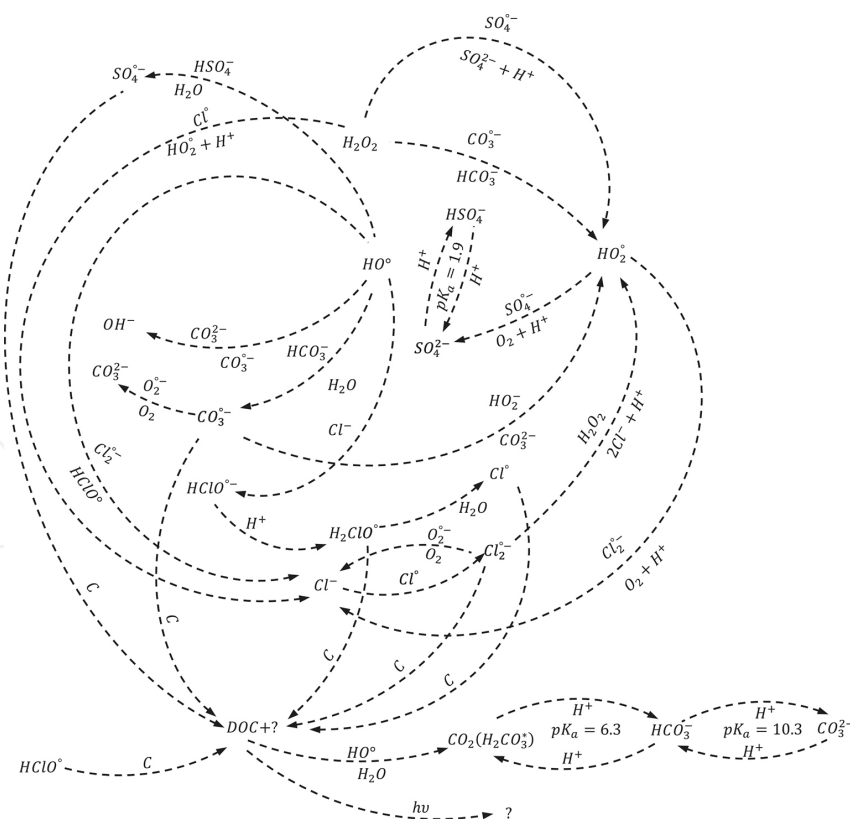 SO₄°⁻
SO₄²⁻ + H⁺
SO₄°⁻
HSO₄⁻
H₂O
Cl°
HO₂° + H⁺
H₂O₂
CO₃°⁻
HCO₃⁻
HSO₄⁻
H⁺
pKₐ = 1.9
H⁺
HO₂°
HO°
SO₄°⁻
O₂ + H⁺
SO₄²⁻
OH⁻
CO₃²⁻
CO₃°⁻
HCO₃⁻
H₂O
CO₃²⁻
O₂°⁻
O₂
CO₃°⁻
HO₂⁻
CO₃²⁻
Cl⁻
H₂O₂
2Cl⁻ + H⁺
Cl₂°⁻
HClO°
HClO°⁻
H⁺
Cl°
H₂O
H₂ClO°
O₂°⁻
O₂
Cl₂°⁻
Cl₂°⁻
O₂ + H⁺
Cl⁻
Cl°
C
C
C
C
C
DOC+?
HO°
H₂O
CO₂(H₂CO₃*)
H⁺
pKₐ = 6.3
H⁺
HCO₃⁻
H⁺
pKₐ = 10.3
H⁺
CO₃²⁻
HClO°
C
hυ
?